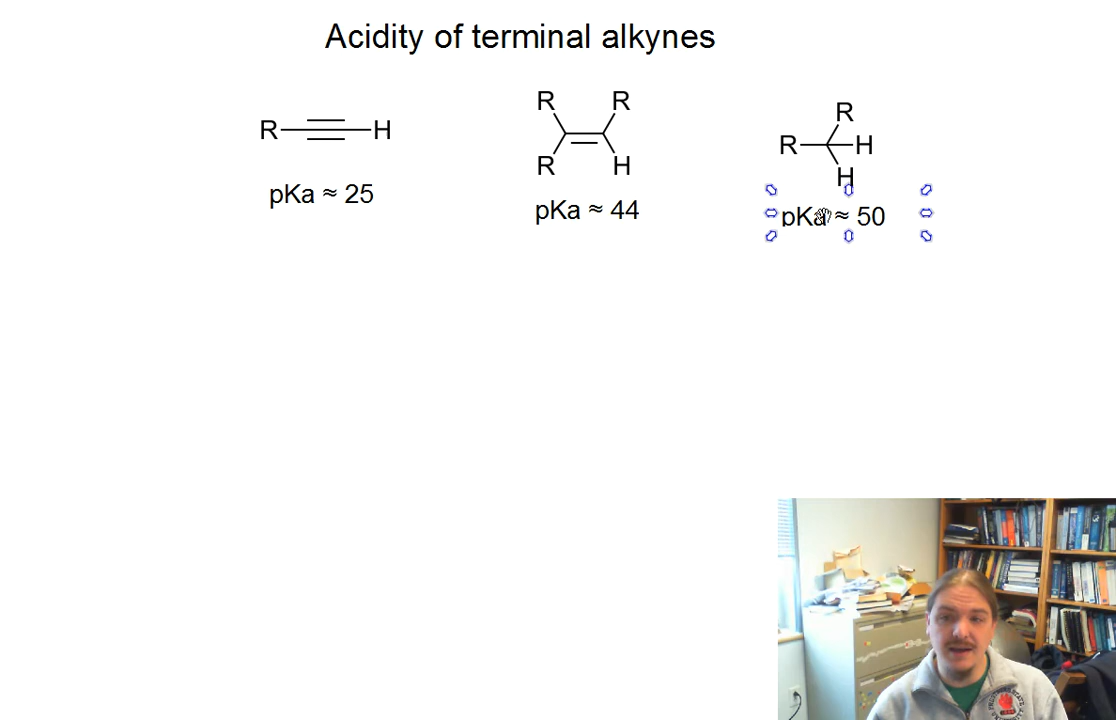 Acidity of terminal alkynes
R H
pKa ≈ 25
R R
R H
pKa ≈ 44
R
R H
H
pKa ≈ 50